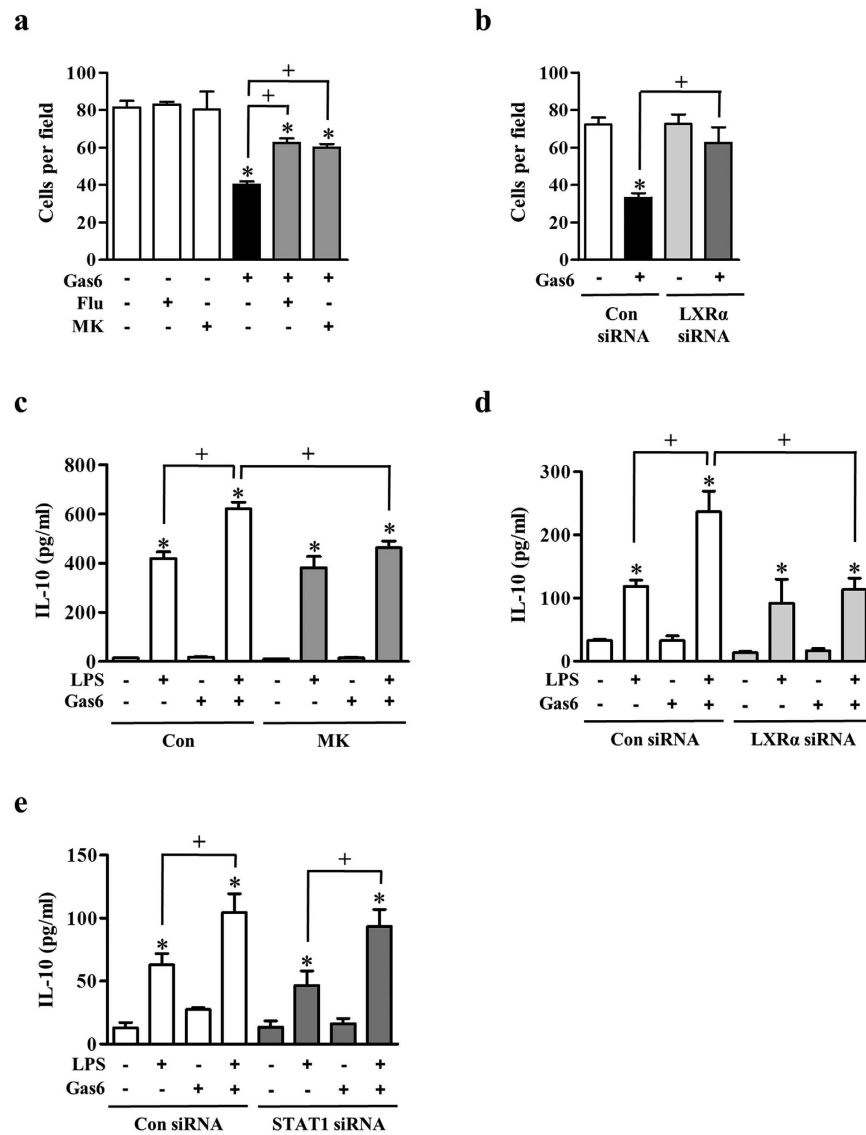 a
100
80
60
40
20
0
Cells per field
+
+
* * *
Gas6 - - - + + +
Flu - + - - + -
MK - - + - - +
b
100
80
60
40
20
0
Cells per field
+
*
Gas6 - + - +
Con siRNA
LXRα siRNA
c
800
600
400
200
0
IL-10 (pg/ml)
+ +
* * * *
LPS - + - + - + - +
Gas6 - - + + - - + +
Con MK
d
300
200
100
0
IL-10 (pg/ml)
+ +
* * * *
LPS - + - + - + - +
Gas6 - - + + - - + +
Con siRNA LXRα siRNA
e
150
100
50
0
IL-10 (pg/ml)
+ +
* * * *
LPS - + - + - + - +
Gas6 - - + + - - + +
Con siRNA STAT1 siRNA